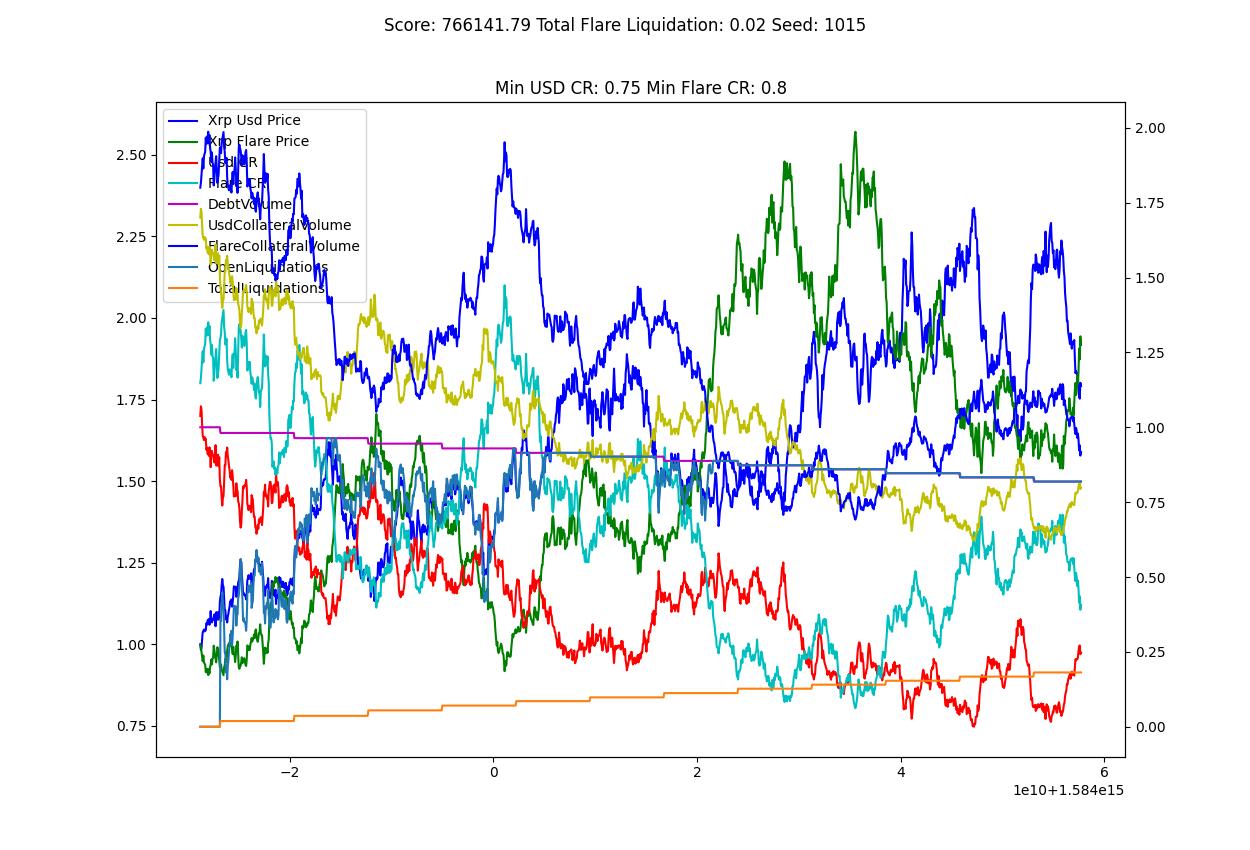 Score: 766141.79 Total Flare Liquidation: 0.02 Seed: 1015
Min USD CR: 0.75 Min Flare CR: 0.8
Xrp Usd Price
Xrp Flare Price
Usd CR
Flare CR
DebtVolume
UsdCollateralVolume
FlareCollateralVolume
OpenLiquidations
TotalLiquidations
2.50
2.25
2.00
1.75
1.50
1.25
1.00
0.75
2.00
1.75
1.50
1.25
1.00
0.75
0.50
0.25
0.00
−2 0 2 4 6
1e10+1.584e15